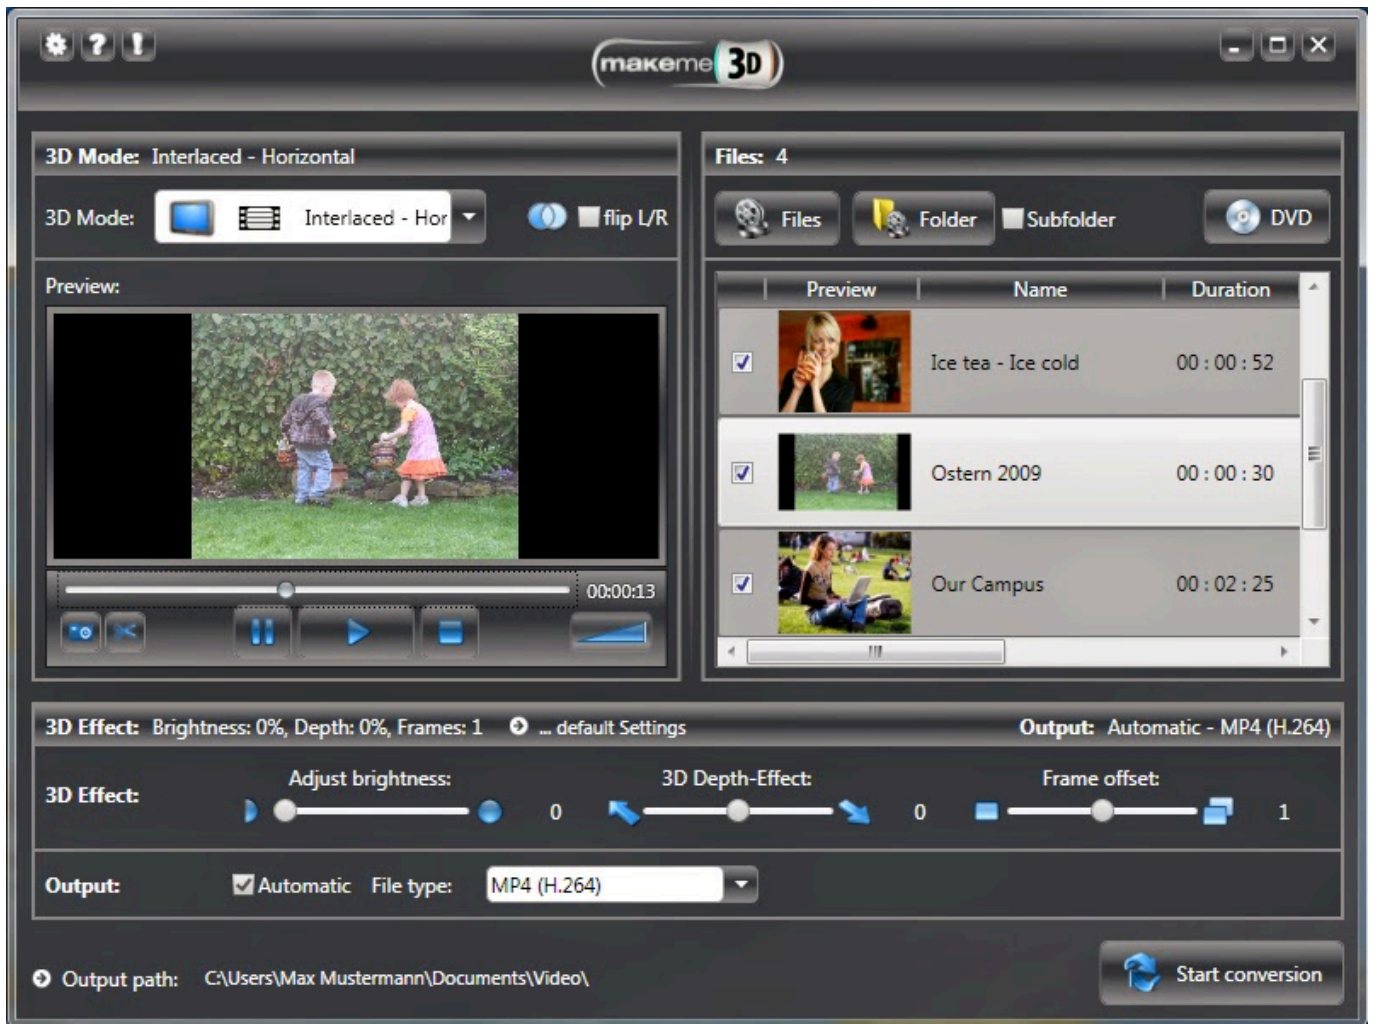 makeme 3D
3D Mode: Interlaced - Horizontal
3D Mode: Interlaced - Hor flip L/R
Preview:
00:00:13
Files: 4
Files Folder Subfolder DVD
Preview Name Duration
Ice tea - Ice cold 00 : 00 : 52
Ostern 2009 00 : 00 : 30
Our Campus 00 : 02 : 25
3D Effect: Brightness: 0%, Depth: 0%, Frames: 1 ... default Settings Output: Automatic - MP4 (H.264)
Adjust brightness: 3D Depth-Effect: Frame offset:
3D Effect: 0 0 1
Output: Automatic File type: MP4 (H.264)
Output path: C:\Users\Max Mustermann\Documents\Video\
Start conversion